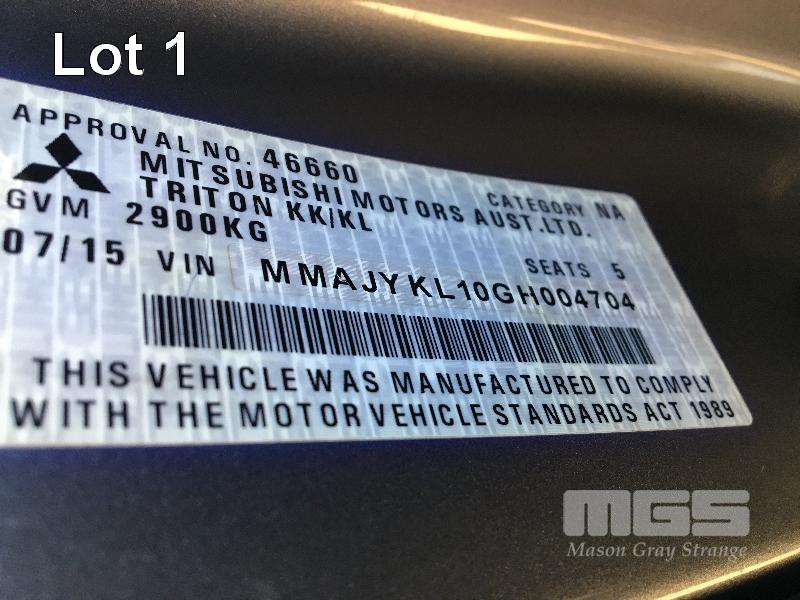 Lot 1
APPROVAL NO. 46660 CATEGORY NA
MITSUBISHI MOTORS AUST.LTD.
TRITON KK/KL
GVM 2900KG
07/15 VIN MMAJYKL10GH004704 SEATS 5
THIS VEHICLE WAS MANUFACTURED TO COMPLY
WITH THE MOTOR VEHICLE STANDARDS ACT 1989
MGS
Mason Gray Strange